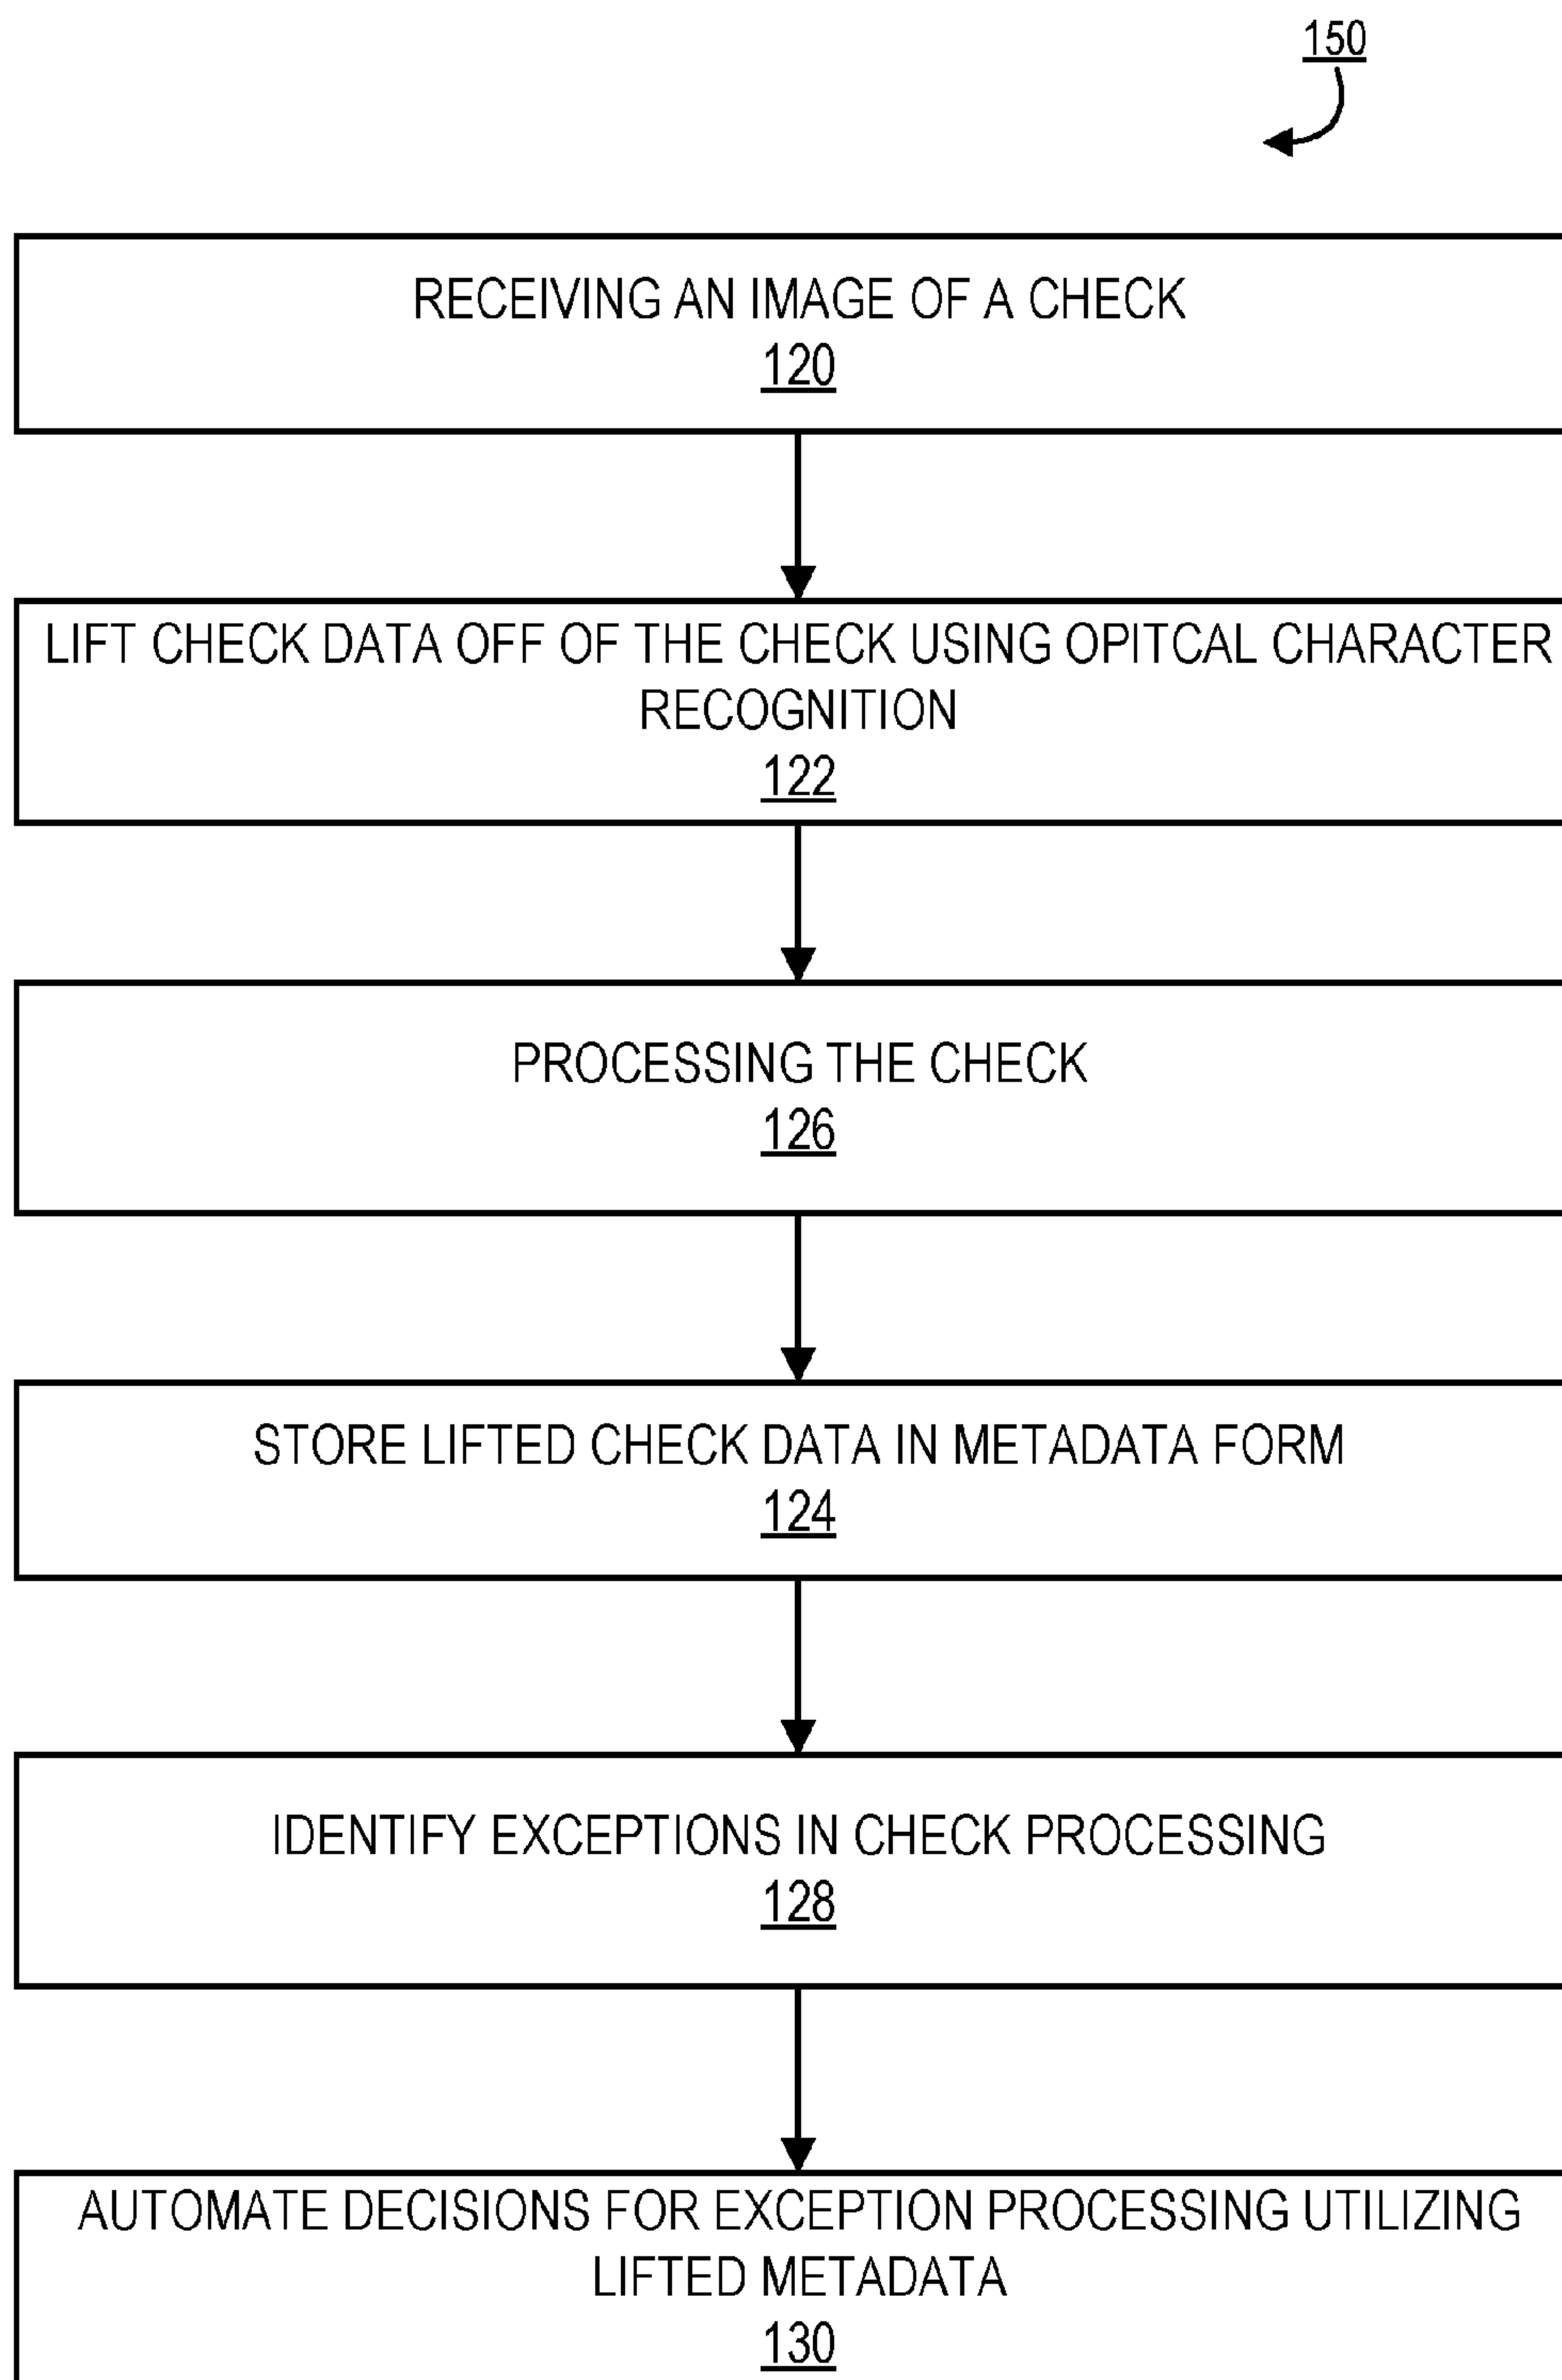 150
RECEIVING AN IMAGE OF A CHECK
120
LIFT CHECK DATA OFF OF THE CHECK USING OPITCAL CHARACTER
RECOGNITION
122
PROCESSING THE CHECK
126
STORE LIFTED CHECK DATA IN METADATA FORM
124
IDENTIFY EXCEPTIONS IN CHECK PROCESSING
128
AUTOMATE DECISIONS FOR EXCEPTION PROCESSING UTILIZING
LIFTED METADATA
130